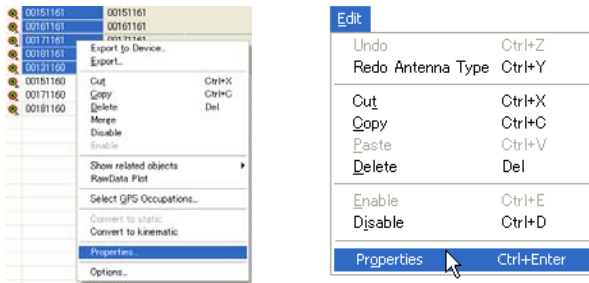 00151161 00151161
00161161 00161161
00171161 00171161
00181161
00131160
00151160
00171160
00181160
Export to Device...
Export...
Cut Ctrl+X
Copy Ctrl+C
Delete Del
Merge
Disable
Enable
Show related objects
RawData Plot
Select GPS Occupations...
Convert to static
Convert to kinematic
Properties...
Options...
Edit
Undo Ctrl+Z
Redo Antenna Type Ctrl+Y
Cut Ctrl+X
Copy Ctrl+C
Paste Ctrl+V
Delete Del
Enable Ctrl+E
Disable Ctrl+D
Properties Ctrl+Enter